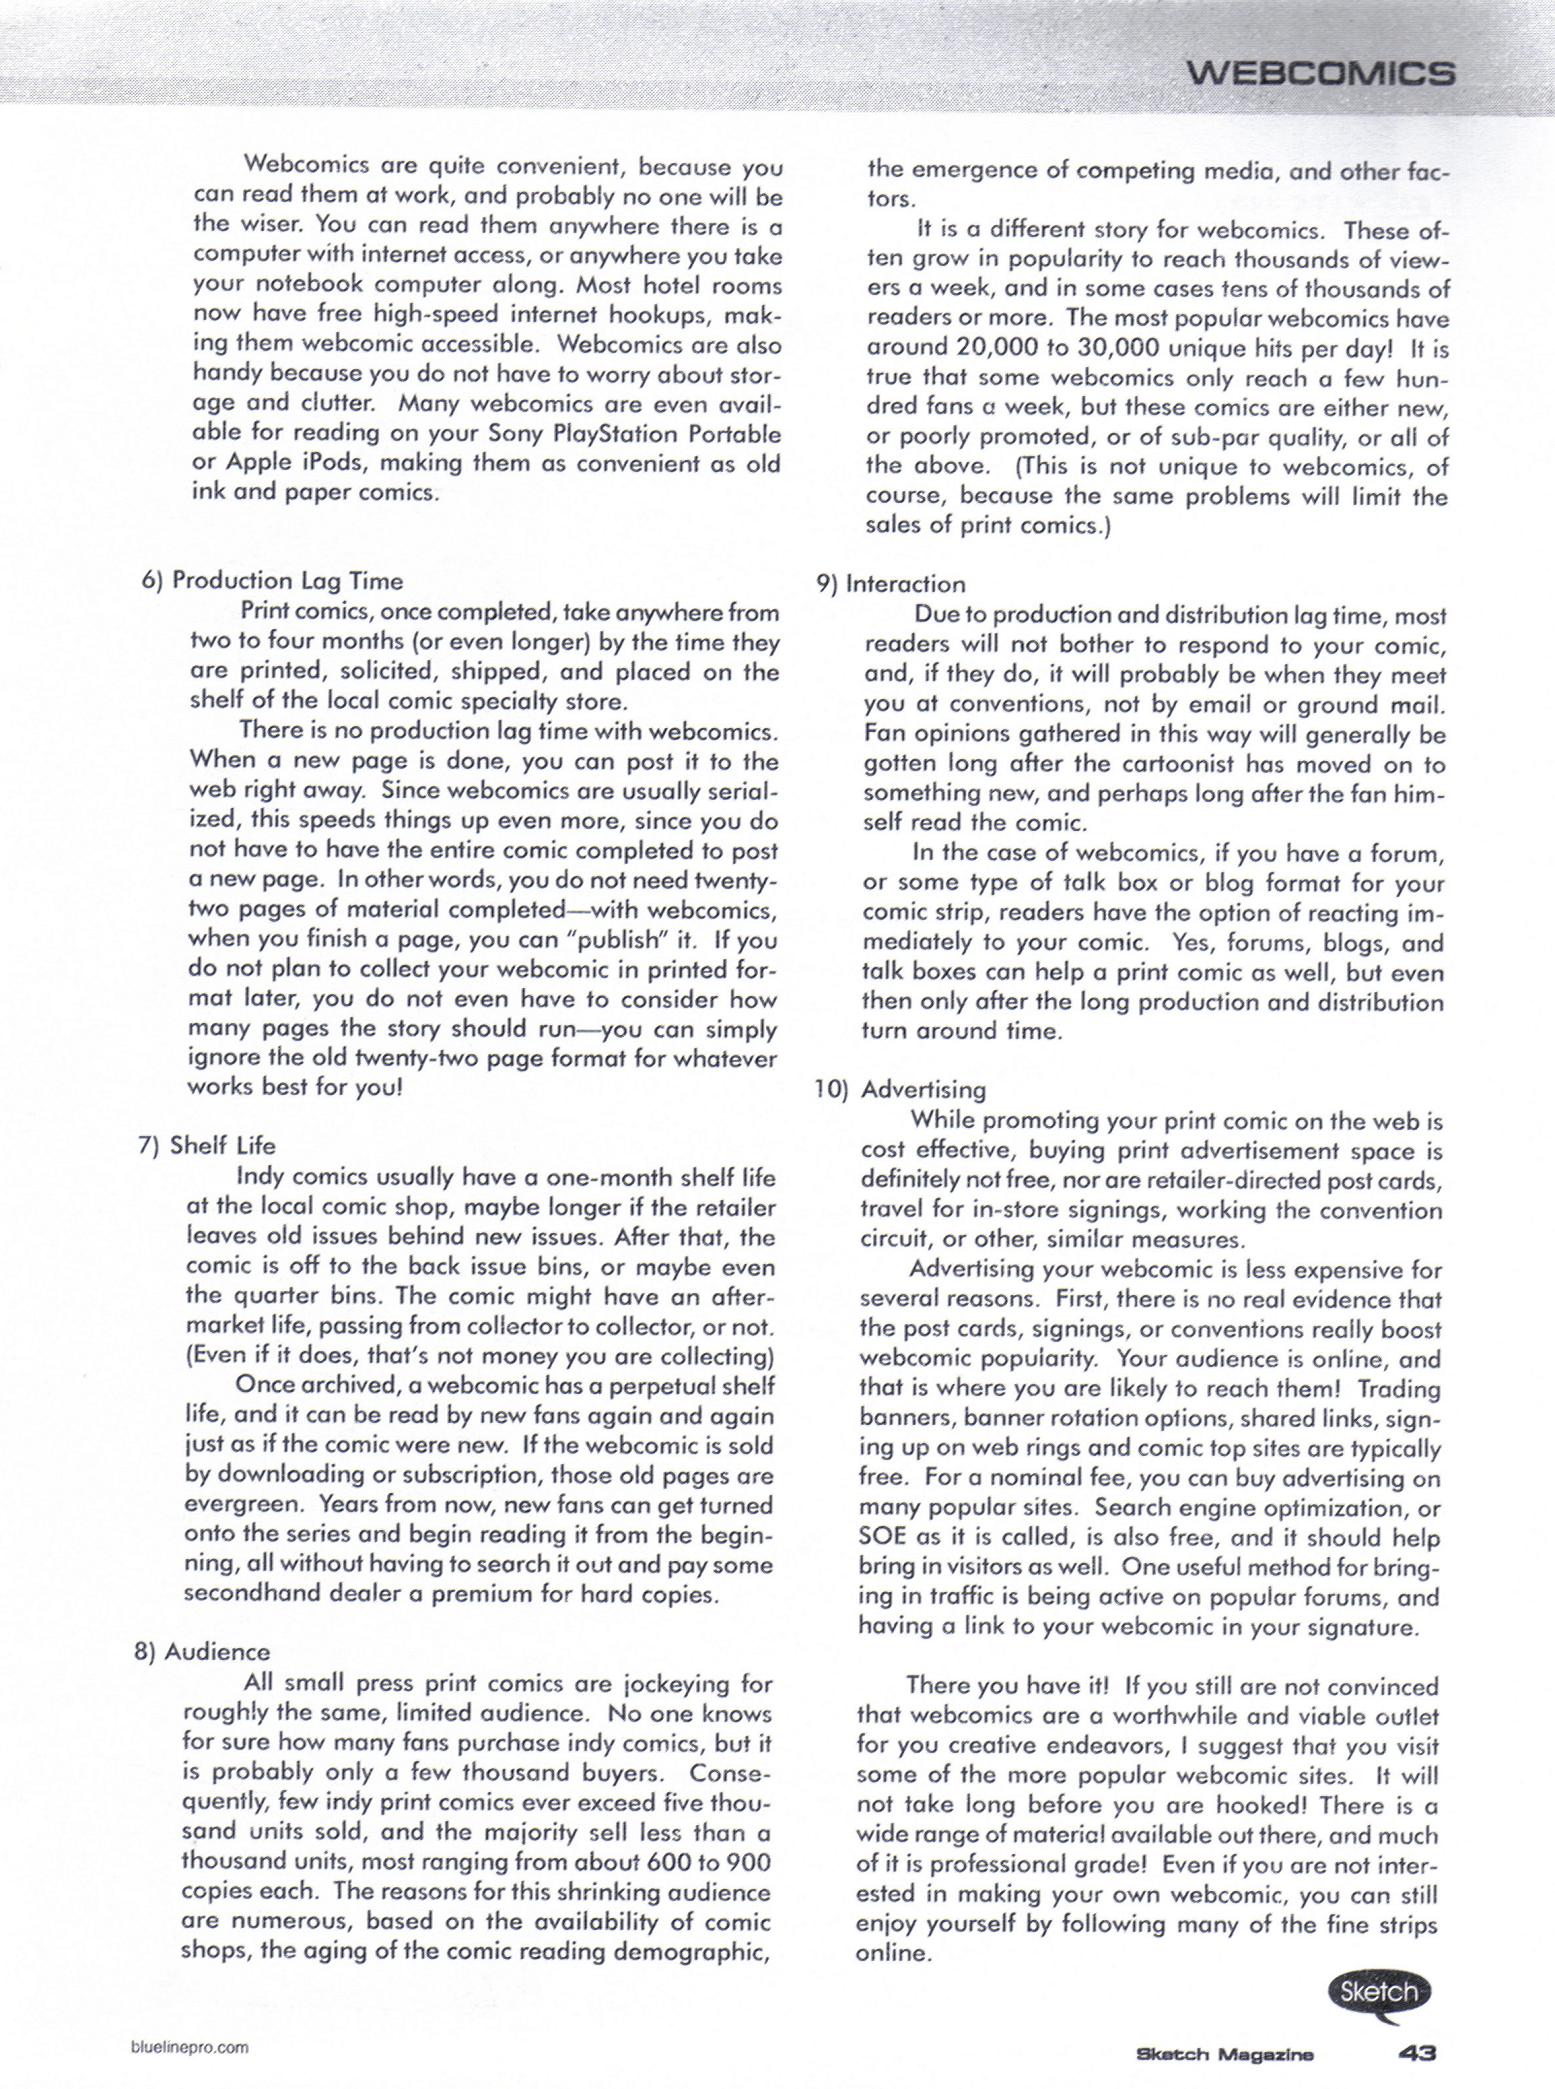 WEBCOMICS
Webcomics are quite convenient, because you
can read them at work, and probably no one will be
the wiser. You can read them anywhere there is a
computer with internet access, or anywhere you take
your notebook computer along. Most hotel rooms
now have free high-speed internet hookups, mak-
ing them webcomic accessible. Webcomics are also
handy because you do not have to worry about stor-
age and clutter. Many webcomics are even avail-
able for reading on your Sony PlayStation Portable
or Apple iPods, making them as convenient as old
ink and paper comics.
6) Production Lag Time
Print comics, once completed, take anywhere from
two to four months (or even longer) by the time they
are printed, solicited, shipped, and placed on the
shelf of the local comic specialty store.
There is no production lag time with webcomics.
When a new page is done, you can post it to the
web right away. Since webcomics are usually serial-
ized, this speeds things up even more, since you do
not have to have the entire comic completed to post
a new page. In other words, you do not need twenty-
two pages of material completed—with webcomics,
when you finish a page, you can "publish" it. If you
do not plan to collect your webcomic in printed for-
mat later, you do not even have to consider how
many pages the story should run—you can simply
ignore the old twenty-two page format for whatever
works best for you!
7) Shelf Life
Indy comics usually have a one-month shelf life
at the local comic shop, maybe longer if the retailer
leaves old issues behind new issues. After that, the
comic is off to the back issue bins, or maybe even
the quarter bins. The comic might have an after-
market life, passing from collector to collector, or not.
(Even if it does, that's not money you are collecting)
Once archived, a webcomic has a perpetual shelf
life, and it can be read by new fans again and again
just as if the comic were new. If the webcomic is sold
by downloading or subscription, those old pages are
evergreen. Years from now, new fans can get turned
onto the series and begin reading it from the begin-
ning, all without having to search it out and pay some
secondhand dealer a premium for hard copies.
8) Audience
All small press print comics are jockeying for
roughly the same, limited audience. No one knows
for sure how many fans purchase indy comics, but it
is probably only a few thousand buyers. Conse-
quently, few indy print comics ever exceed five thou-
sand units sold, and the majority sell less than a
thousand units, most ranging from about 600 to 900
copies each. The reasons for this shrinking audience
are numerous, based on the availability of comic
shops, the aging of the comic reading demographic,
the emergence of competing media, and other fac-
tors.
It is a different story for webcomics. These of-
ten grow in popularity to reach thousands of view-
ers a week, and in some cases tens of thousands of
readers or more. The most popular webcomics have
around 20,000 to 30,000 unique hits per day! It is
true that some webcomics only reach a few hun-
dred fans a week, but these comics are either new,
or poorly promoted, or of sub-par quality, or all of
the above. (This is not unique to webcomics, of
course, because the same problems will limit the
sales of print comics.)
9) Interaction
Due to production and distribution lag time, most
readers will not bother to respond to your comic,
and, if they do, it will probably be when they meet
you at conventions, not by email or ground mail.
Fan opinions gathered in this way will generally be
gotten long after the cartoonist has moved on to
something new, and perhaps long after the fan him-
self read the comic.
In the case of webcomics, if you have a forum,
or some type of talk box or blog format for your
comic strip, readers have the option of reacting im-
mediately to your comic. Yes, forums, blogs, and
talk boxes can help a print comic as well, but even
then only after the long production and distribution
turn around time.
10) Advertising
While promoting your print comic on the web is
cost effective, buying print advertisement space is
definitely not free, nor are retailer-directed post cards,
travel for in-store signings, working the convention
circuit, or other, similar measures.
Advertising your webcomic is less expensive for
several reasons. First, there is no real evidence that
the post cards, signings, or conventions really boost
webcomic popularity. Your audience is online, and
that is where you are likely to reach them! Trading
banners, banner rotation options, shared links, sign-
ing up on web rings and comic top sites are typically
free. For a nominal fee, you can buy advertising on
many popular sites. Search engine optimization, or
SOE as it is called, is also free, and it should help
bring in visitors as well. One useful method for bring-
ing in traffic is being active on popular forums, and
having a link to your webcomic in your signature.
There you have it! If you still are not convinced
that webcomics are a worthwhile and viable outlet
for you creative endeavors, I suggest that you visit
some of the more popular webcomic sites. It will
not take long before you are hooked! There is a
wide range of material available out there, and much
of it is professional grade! Even if you are not inter-
ested in making your own webcomic, you can still
enjoy yourself by following many of the fine strips
online.
Sketch
bluelinepro.com
Sketch Magazine 43